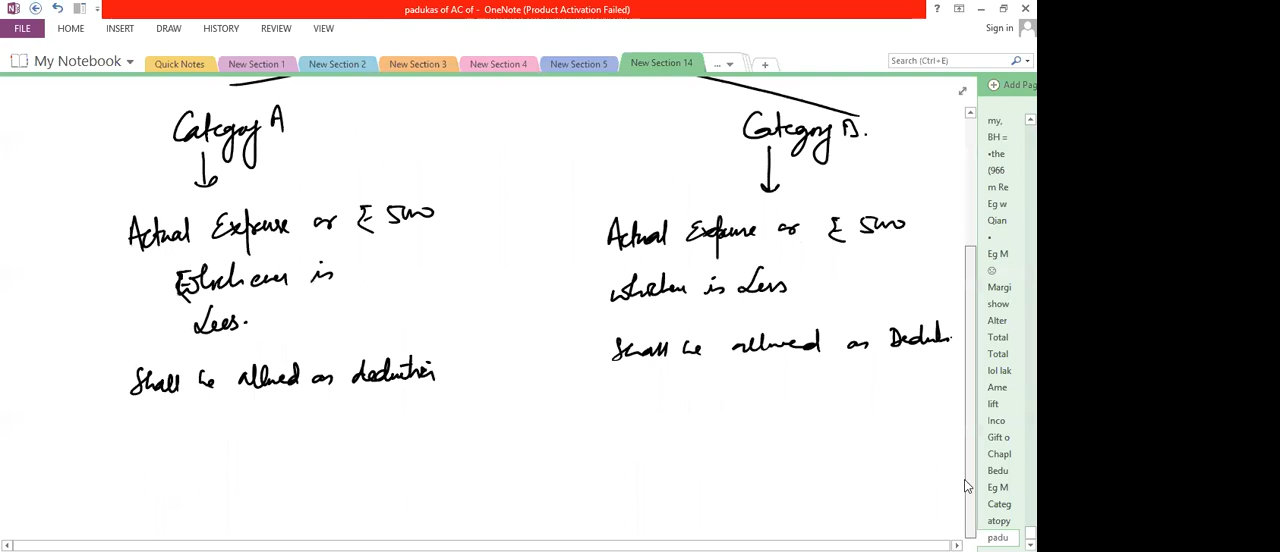 padukas of AC of - OneNote (Product Activation Failed)
?
Sign in
FILE HOME INSERT DRAW HISTORY REVIEW VIEW
My Notebook
Quick Notes New Section 1 New Section 2 New Section 3 New Section 4 New Section 5 New Section 14 ... +
Search (Ctrl+E)
Add Pag
my,
BH =
•the
(966
m Re
Eg w
Qian
•
Eg M
☺
Margi
show
Alter
Total
Total
lol lak
Ame
lift
Inco
Gift o
Chapl
Bedu
Eg M
Categ
atopy
padu
Category A
Actual Expense or
Whichever is
Less.
Shall be allowed as deduction
Category B.
Actual Expense or
whichever is Less
Shall be allowed as